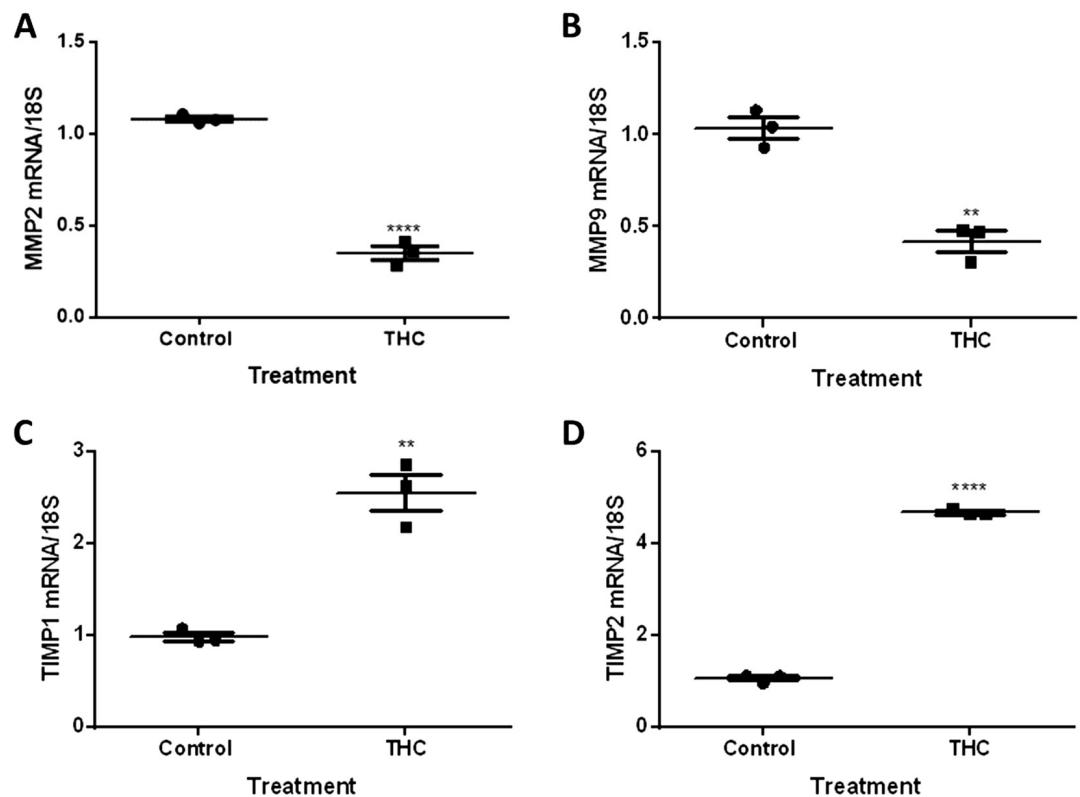 A
MMP2 mRNA/18S
1.5
1.0
0.5
0.0
****
Control
THC
Treatment
B
MMP9 mRNA/18S
1.5
1.0
0.5
0.0
**
Control
THC
Treatment
C
TIMP1 mRNA/18S
3
2
1
0
**
Control
THC
Treatment
D
TIMP2 mRNA/18S
6
4
2
0
****
Control
THC
Treatment